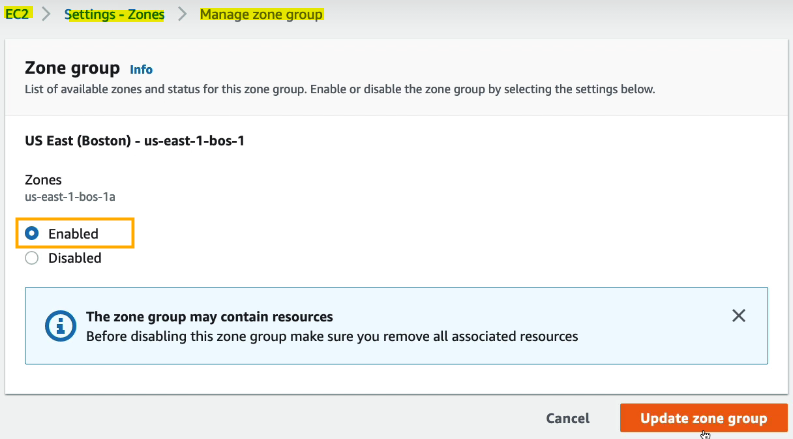 EC2 > Settings - Zones > Manage zone group
Zone group Info
List of available zones and status for this zone group. Enable or disable the zone group by selecting the settings below.
US East (Boston) - us-east-1-bos-1
Zones
us-east-1-bos-1a
Enabled
Disabled
The zone group may contain resources
Before disabling this zone group make sure you remove all associated resources
Cancel Update zone group